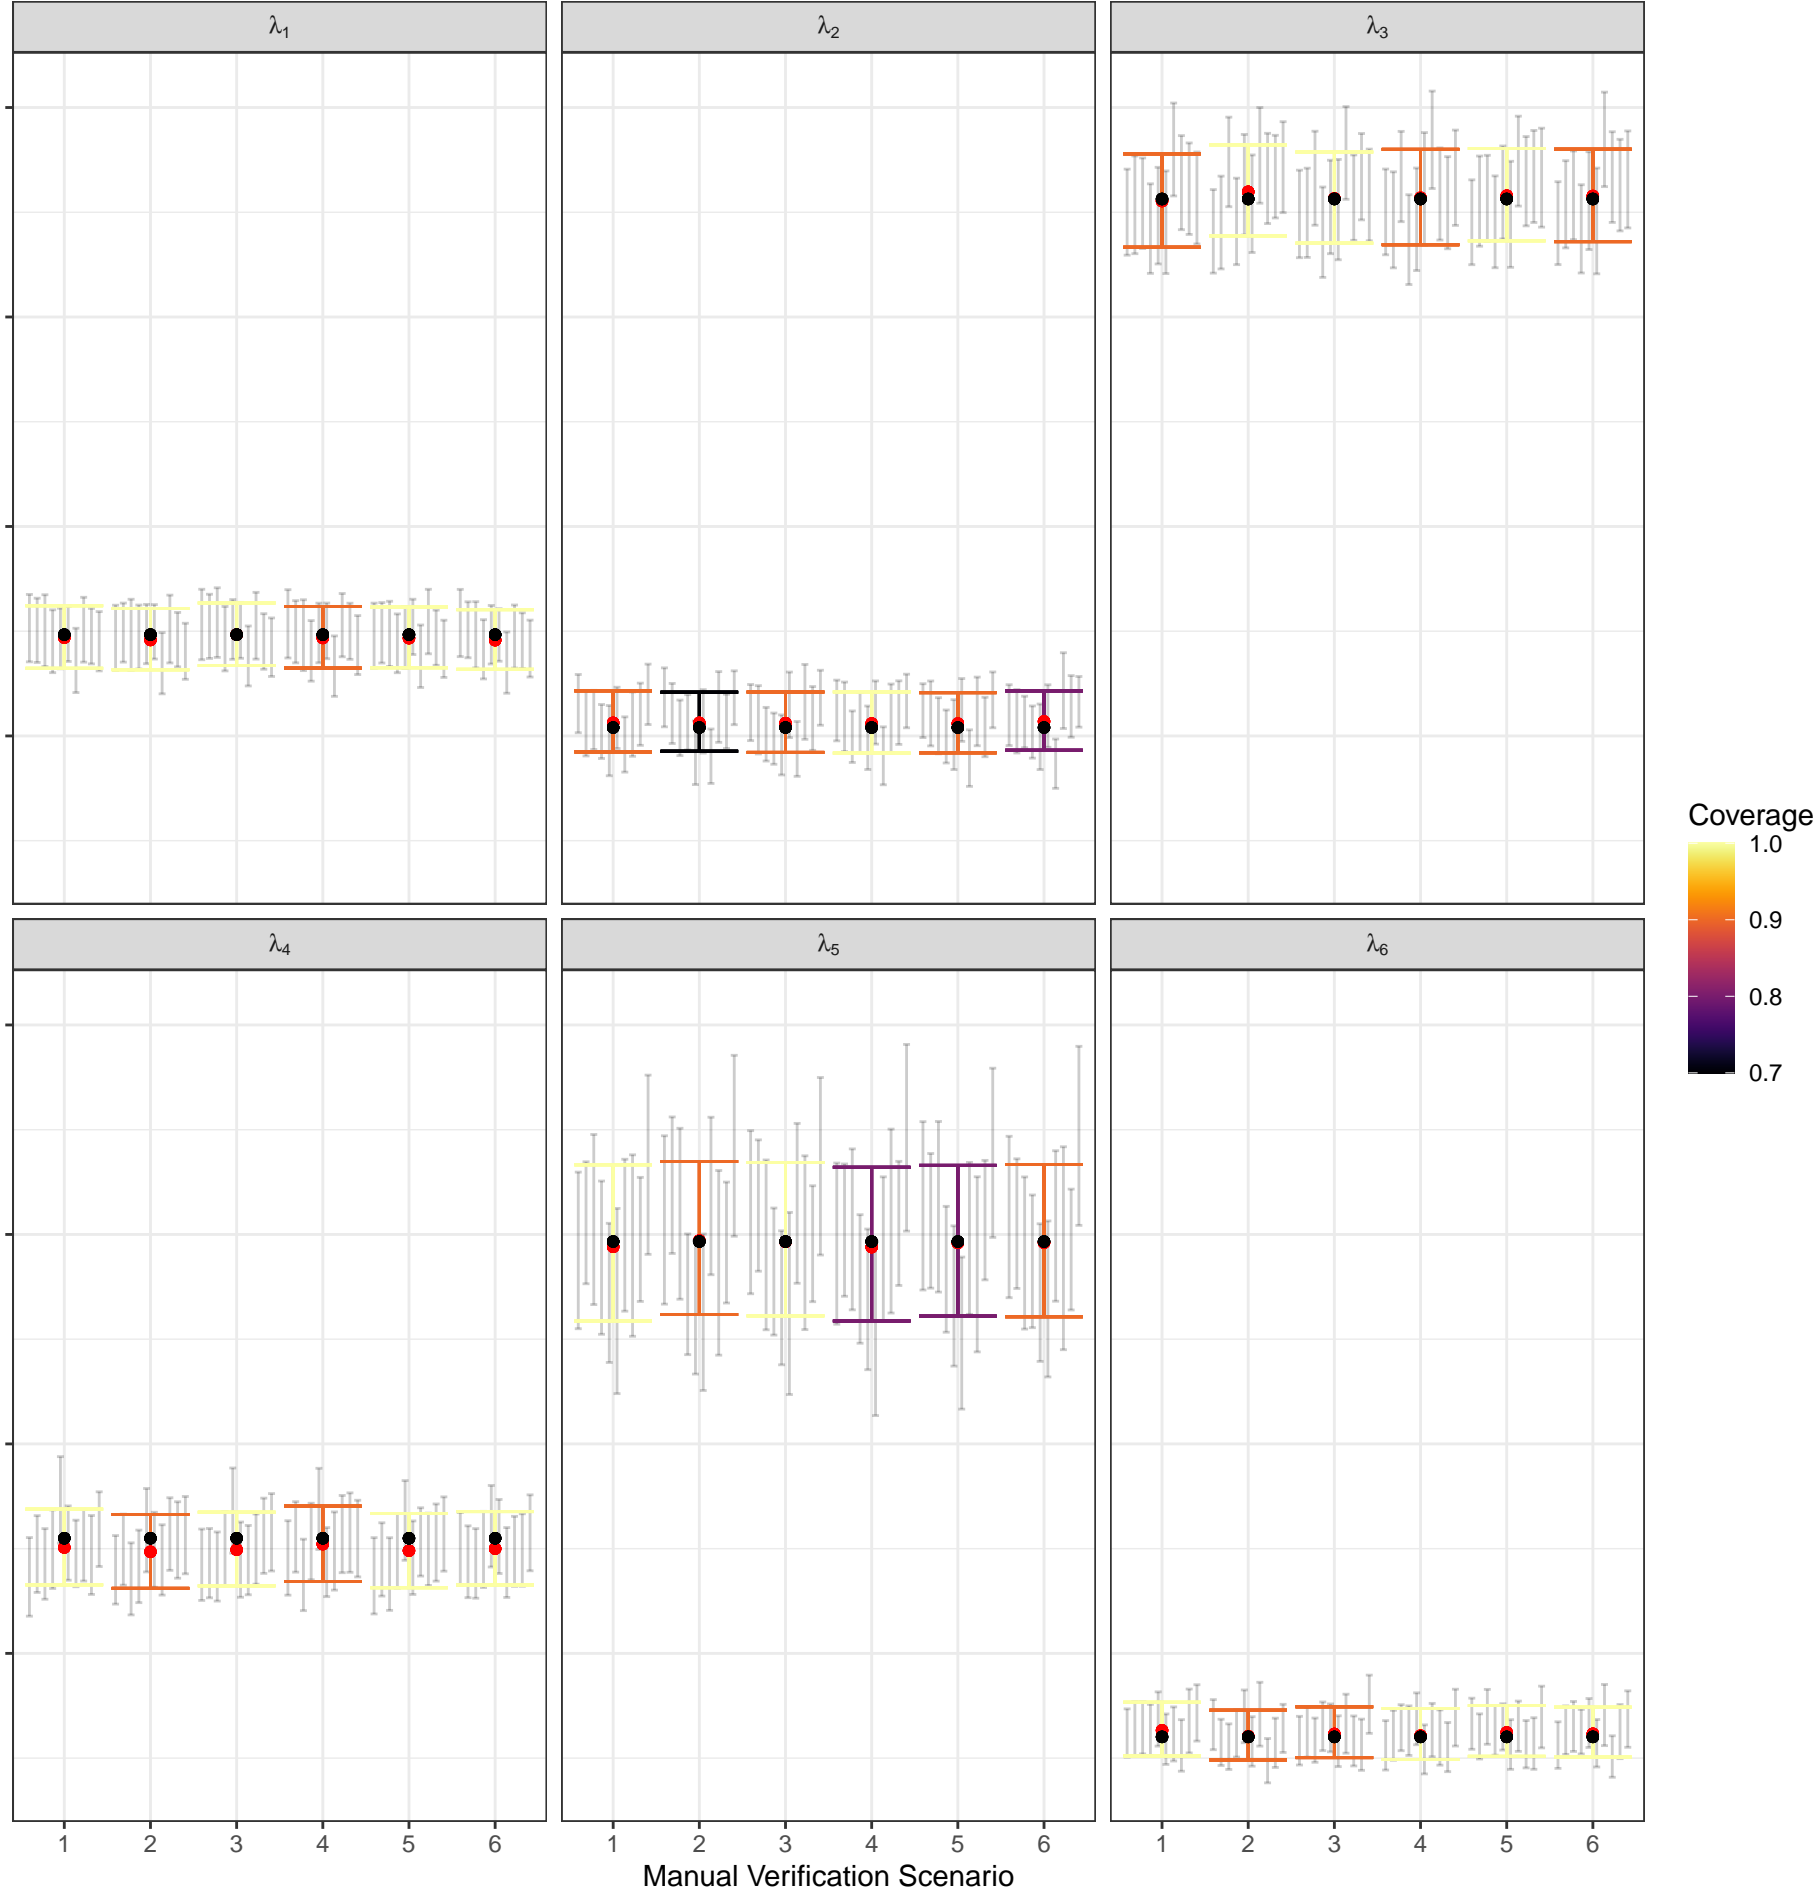 λ₁ λ₂ λ₃
Coverage
1.0
0.9
0.8
0.7
λ₄ λ₅ λ₆
1 2 3 4 5 6 1 2 3 4 5 6 1 2 3 4 5 6
Manual Verification Scenario